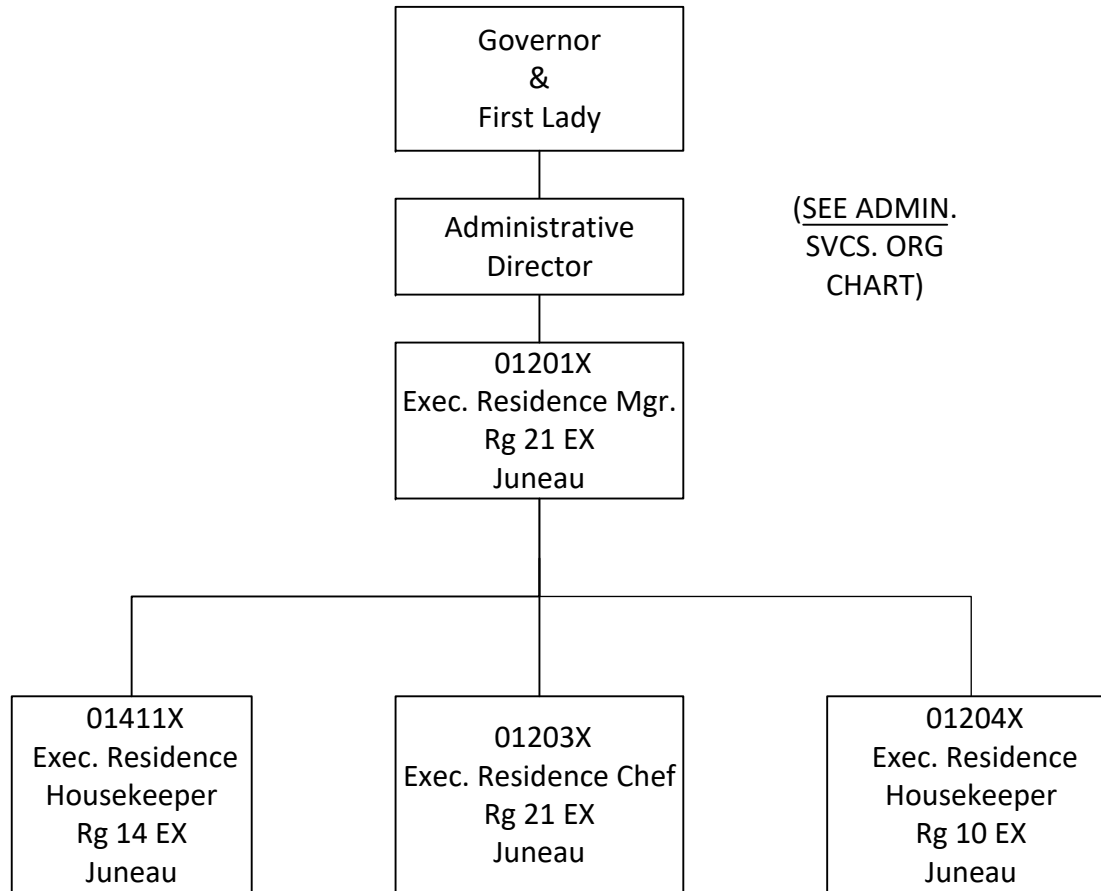 Governor
&
First Lady
Administrative
Director
(SEE ADMIN.
SVCS. ORG
CHART)
01201X
Exec. Residence Mgr.
Rg 21 EX
Juneau
01411X
Exec. Residence
Housekeeper
Rg 14 EX
Juneau
01203X
Exec. Residence Chef
Rg 21 EX
Juneau
01204X
Exec. Residence
Housekeeper
Rg 10 EX
Juneau